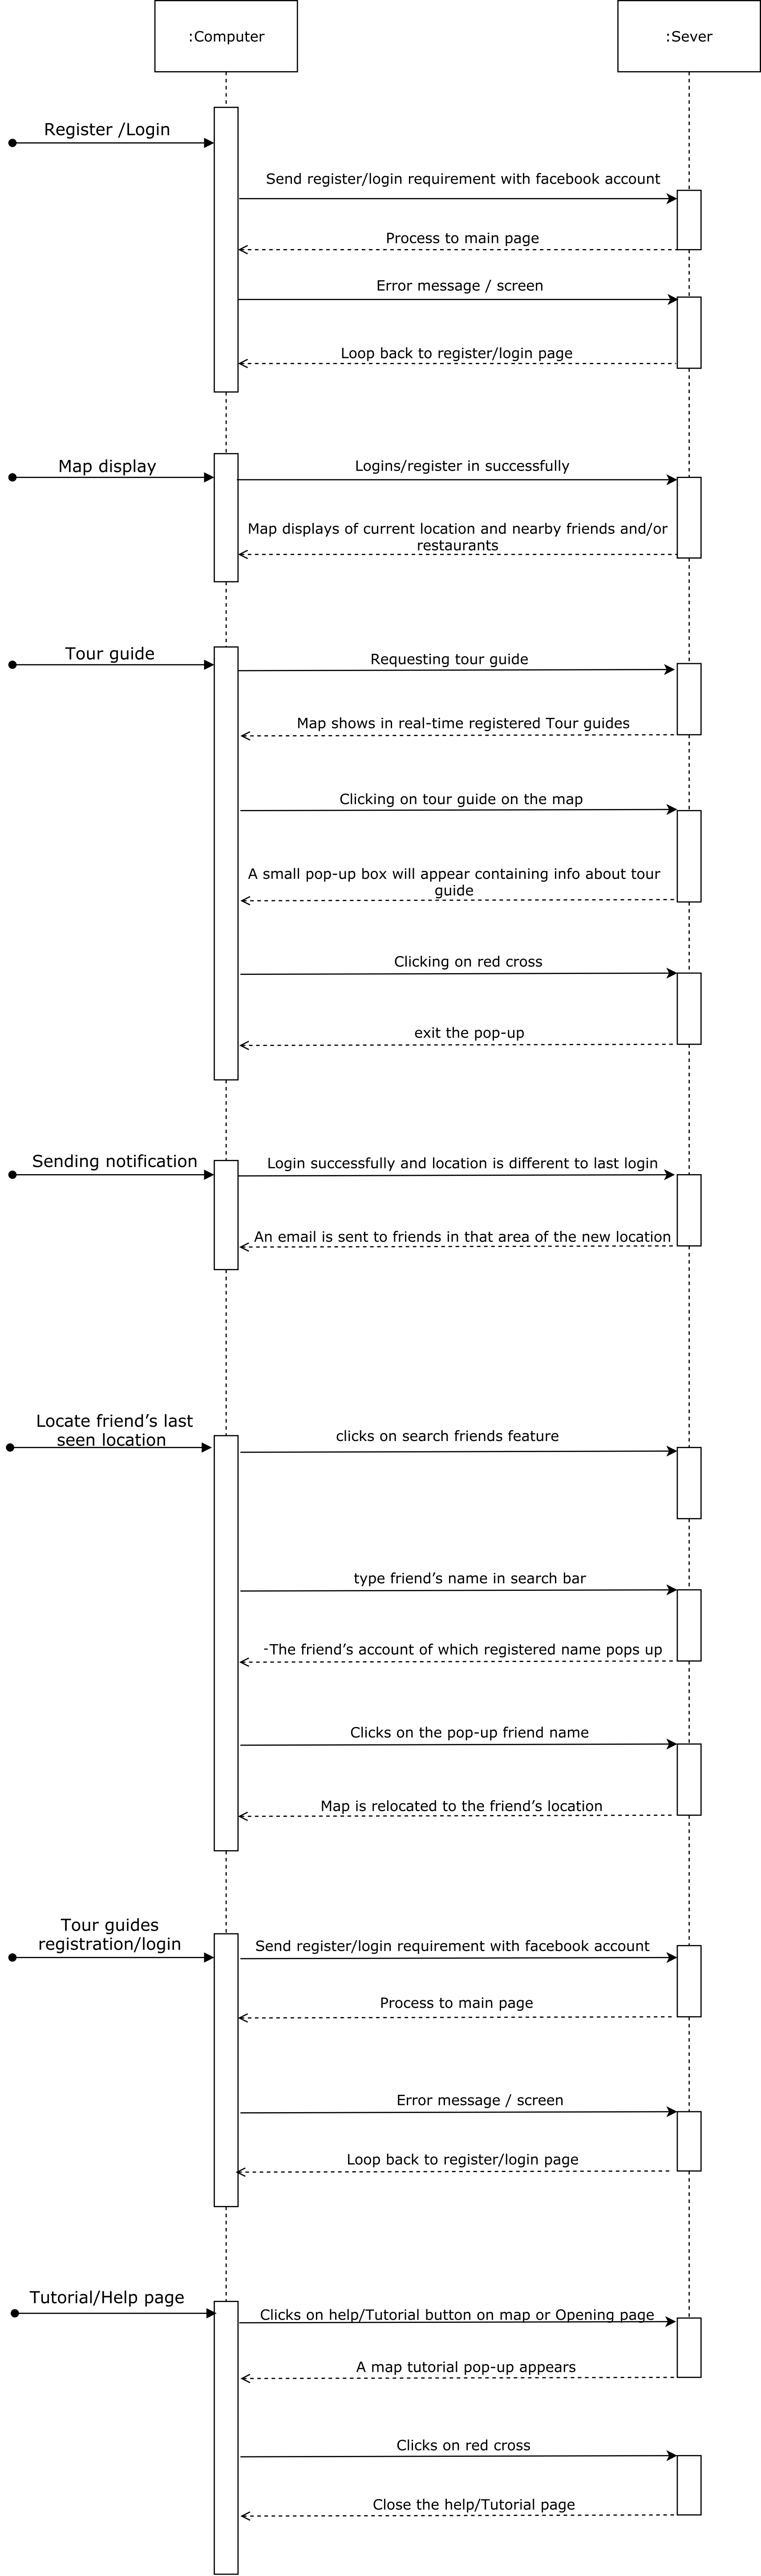 :Computer
:Sever
Register /Login
Send register/login requirement with facebook account
Process to main page
Error message / screen
Loop back to register/login page
Map display
Logins/register in successfully
Map displays of current location and nearby friends and/or
restaurants
Tour guide
Requesting tour guide
Map shows in real-time registered Tour guides
Clicking on tour guide on the map
A small pop-up box will appear containing info about tour
guide
Clicking on red cross
exit the pop-up
Sending notification
Login successfully and location is different to last login
An email is sent to friends in that area of the new location
Locate friend’s last
seen location
clicks on search friends feature
type friend’s name in search bar
-The friend’s account of which registered name pops up
Clicks on the pop-up friend name
Map is relocated to the friend’s location
Tour guides
registration/login
Send register/login requirement with facebook account
Process to main page
Error message / screen
Loop back to register/login page
Tutorial/Help page
Clicks on help/Tutorial button on map or Opening page
A map tutorial pop-up appears
Clicks on red cross
Close the help/Tutorial page